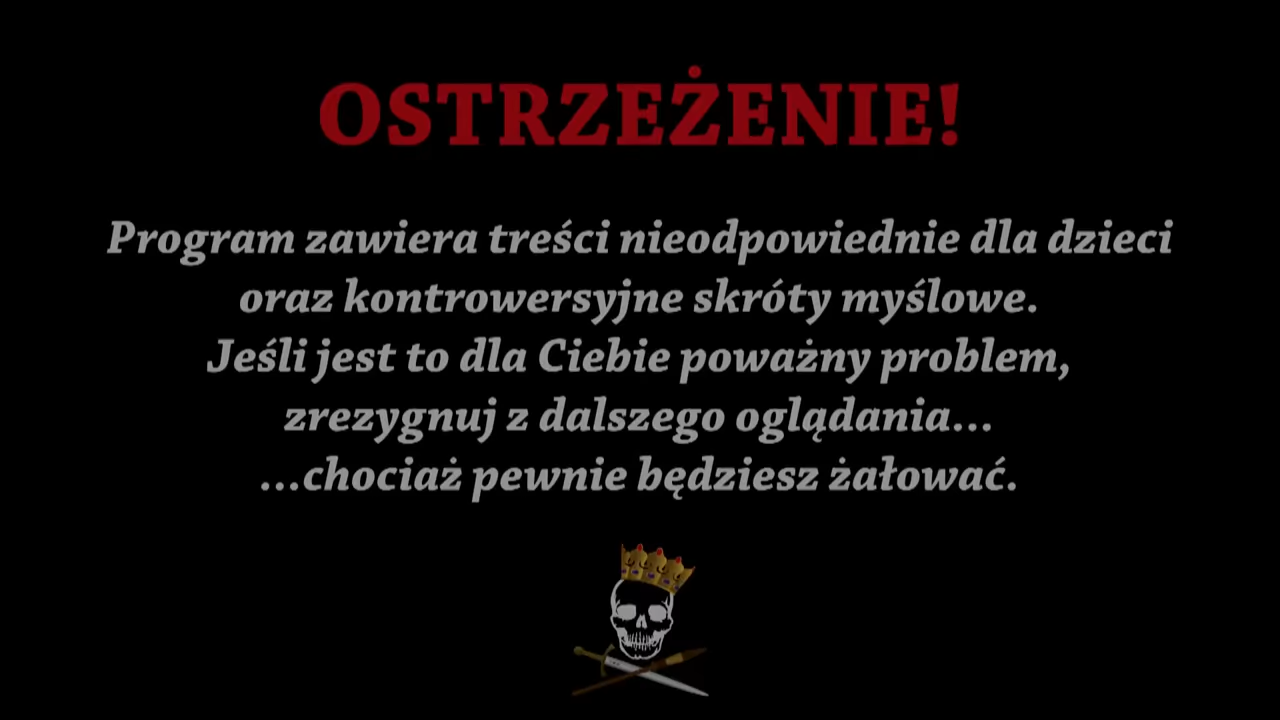 OSTRZEŻENIE!
Program zawiera treści nieodpowiednie dla dzieci
oraz kontrowersyjne skróty myślowe.
Jeśli jest to dla Ciebie poważny problem,
zrezygnuj z dalszego oglądania...
...chociaż pewnie będziesz żałować.